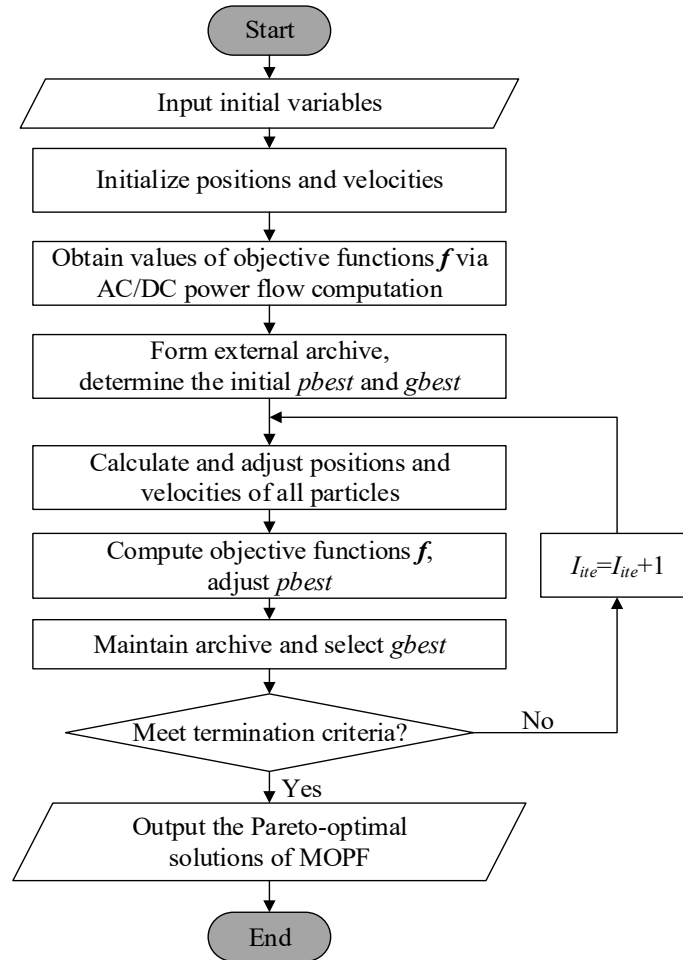 Start
Input initial variables
Initialize positions and velocities
Obtain values of objective functions f via
AC/DC power flow computation
Form external archive,
determine the initial pbest and gbest
Calculate and adjust positions and
velocities of all particles
Compute objective functions f,
adjust pbest
I_ite=I_ite+1
Maintain archive and select gbest
Meet termination criteria?
No
Yes
Output the Pareto-optimal
solutions of MOPF
End